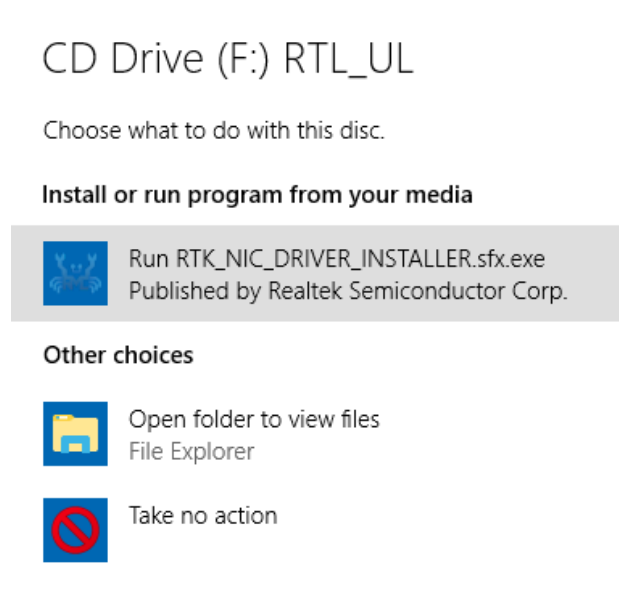 CD Drive (F:) RTL_UL
Choose what to do with this disc.
Install or run program from your media
Run RTK_NIC_DRIVER_INSTALLER.sfx.exe
Published by Realtek Semiconductor Corp.
Other choices
Open folder to view files
File Explorer
Take no action